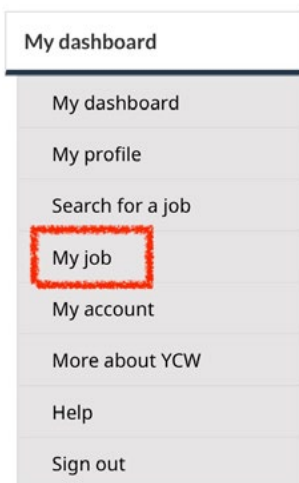 My dashboard
My dashboard
My profile
Search for a job
My job
My account
More about YCW
Help
Sign out